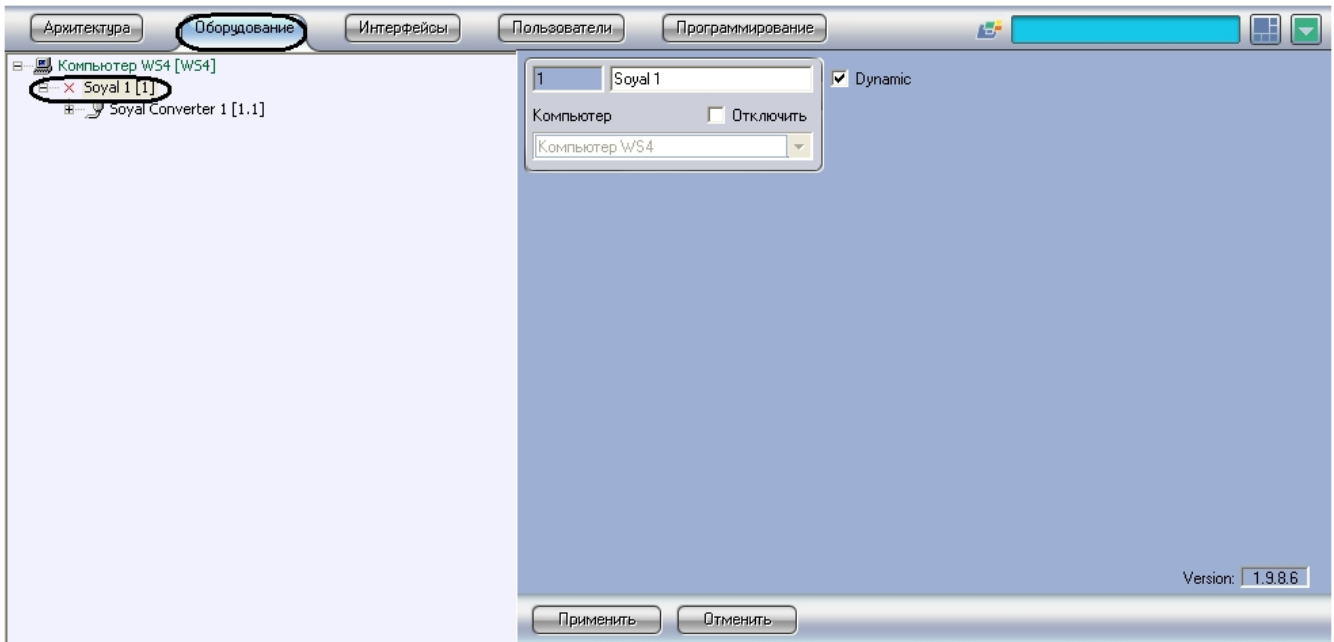 Архитектура Оборудование Интерфейсы Пользователи Программирование
Компьютер WS4 [WS4]
Soyal 1 [1]
Soyal Converter 1 [1.1]
1 Soyal 1 Dynamic
Компьютер Отключить
Компьютер WS4
Version: 1.9.8.6
Применить Отменить